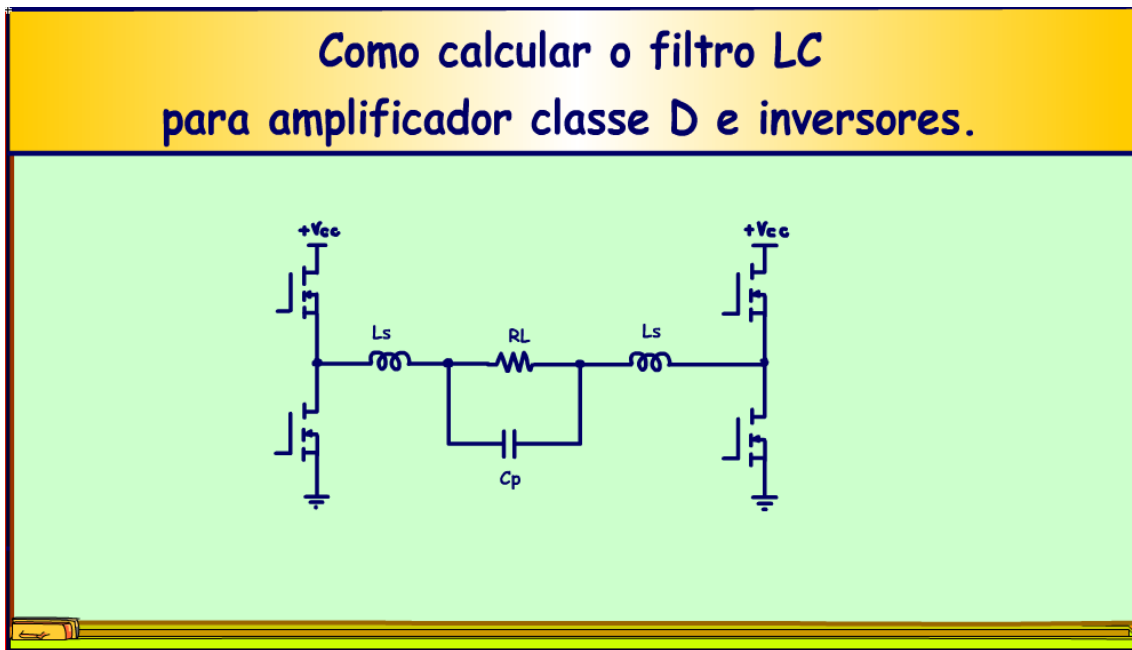 Como calcular o filtro LC
para amplificador classe D e inversores.
+Vcc
+Vcc
Ls
RL
Ls
Cp